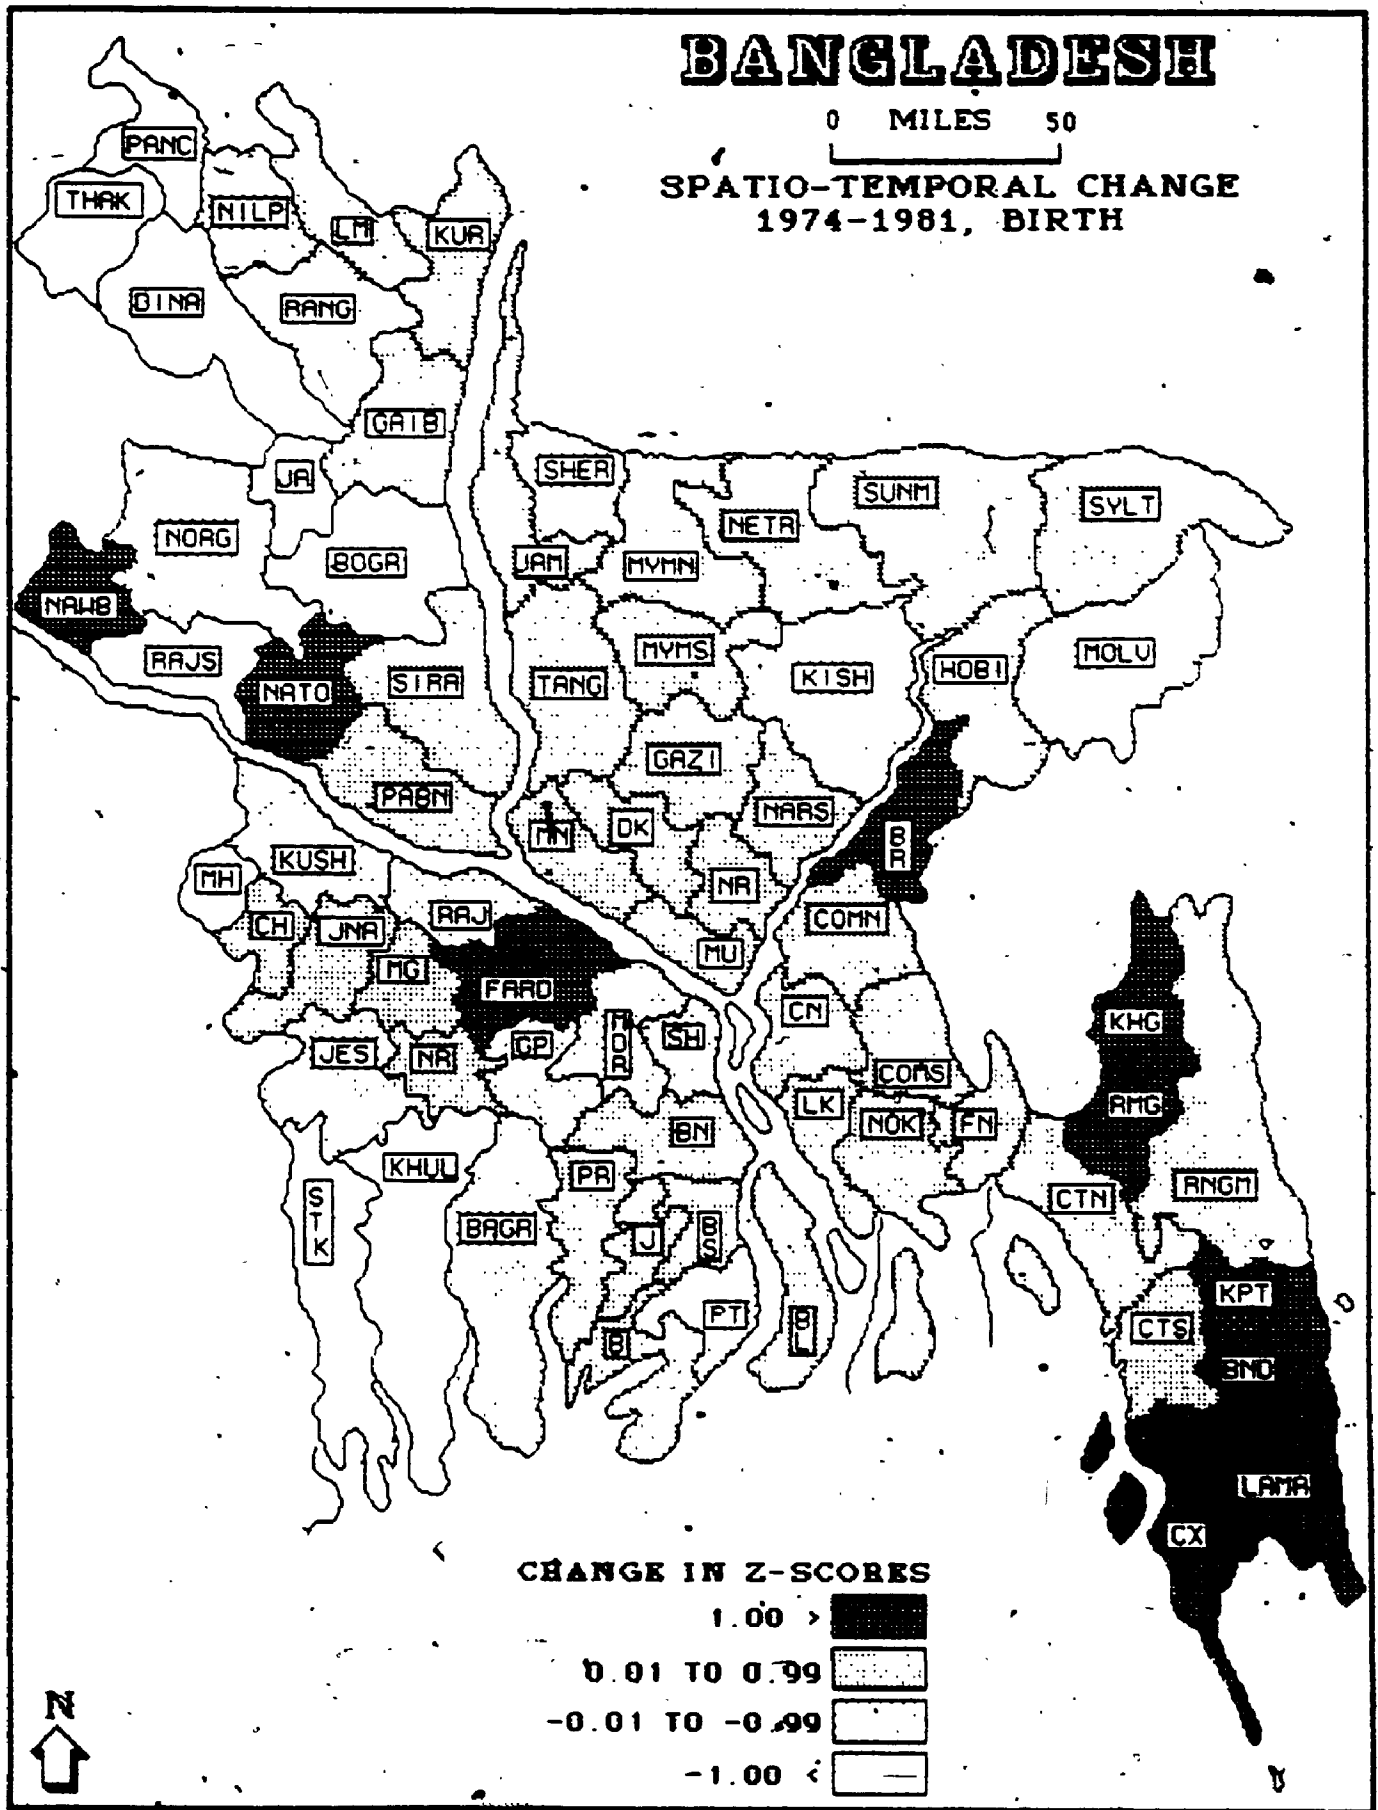 BANGLADESH
0 MILES 50
SPATIO-TEMPORAL CHANGE
1974-1981, BIRTH
PANC
THAK
NILP
LM
KUR
DINA
RANG
GAIB
JA
SHER
SUNM
SYLT
NORG
BOGR
JAM
MYMN
NETR
NAWB
RAJS
NATO
SIRA
TANG
MYMS
KISH
HOBI
MOLV
PABN
GAZI
MN
DK
NARS
BR
MH
KUSH
NR
CH
JNA
RAJ
COMN
MG
MU
FARD
CN
KHG
JES
NR
GP
MDR
SH
COMS
RMG
LK
NOK
FN
BN
KHUL
PR
STK
BAGR
J
BS
CTN
RNGM
PT
BL
B
KPT
CTS
BND
LAMA
CX
CHANGE IN Z-SCORES
1.00 >
0.01 TO 0.99
-0.01 TO -0.99
-1.00 <
N